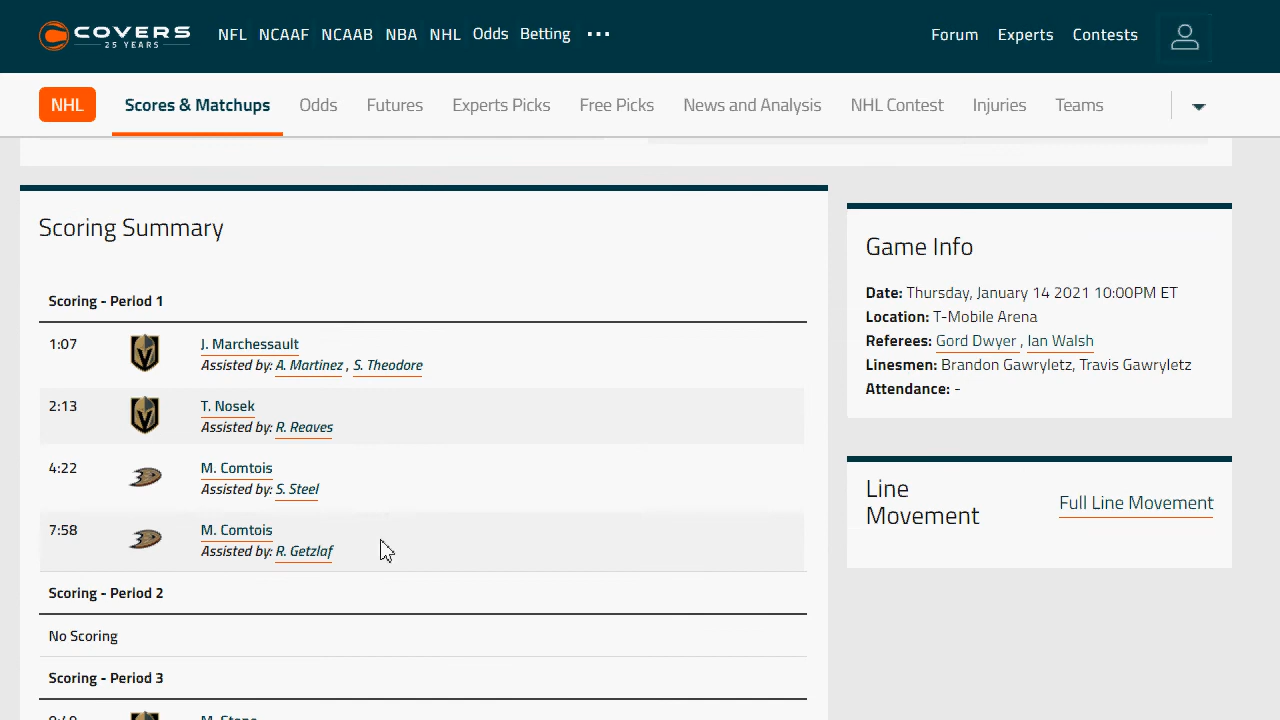 COVERS
25 YEARS
NFL NCAAF NCAAB NBA NHL Odds Betting ••• Forum Experts Contests
NHL Scores & Matchups Odds Futures Experts Picks Free Picks News and Analysis NHL Contest Injuries Teams
Scoring Summary
Scoring - Period 1
1:07 J. Marchessault
Assisted by: A. Martinez , S. Theodore
2:13 T. Nosek
Assisted by: R. Reaves
4:22 M. Comtois
Assisted by: S. Steel
7:58 M. Comtois
Assisted by: R. Getzlaf
Scoring - Period 2
No Scoring
Scoring - Period 3
M. Stone
Game Info
Date: Thursday, January 14 2021 10:00PM ET
Location: T-Mobile Arena
Referees: Gord Dwyer , Ian Walsh
Linesmen: Brandon Gawryletz, Travis Gawryletz
Attendance: -
Line
Movement
Full Line Movement